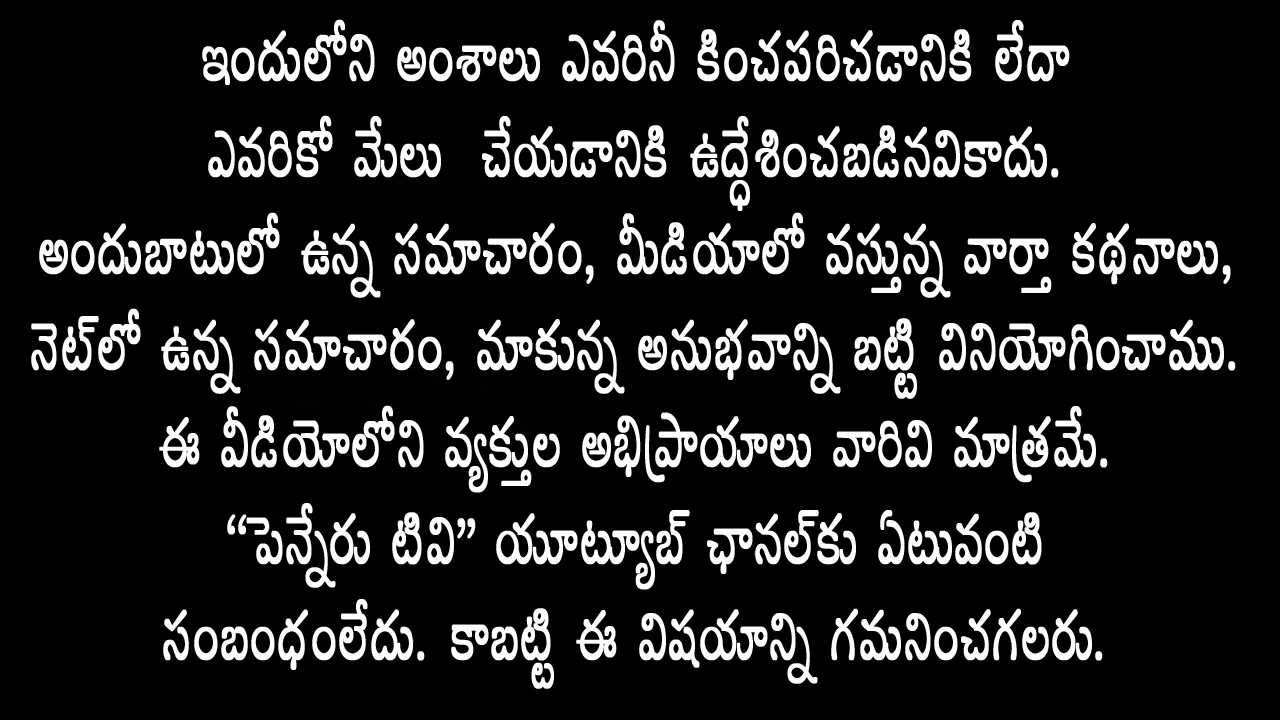 ఇందులోని అంశాలు ఎవరినీ కించపరిచడానికి లేదా
ఎవరికో మేలు చేయడానికి ఉద్ధేశించబడినవికాదు.
అందుబాటులో ఉన్న సమాచారం, మీడియాలో వస్తున్న వార్తా కథనాలు,
నెట్‌లో ఉన్న సమాచారం, మాకున్న అనుభవాన్ని బట్టి వినియోగించాము.
ఈ వీడియోలోని వ్యక్తుల అభిప్రాయాలు వారివి మాత్రమే.
“పెన్నేరు టివి” యూట్యూబ్ ఛానల్‌కు ఏటువంటి
సంబంధంలేదు. కాబట్టి ఈ విషయాన్ని గమనించగలరు.